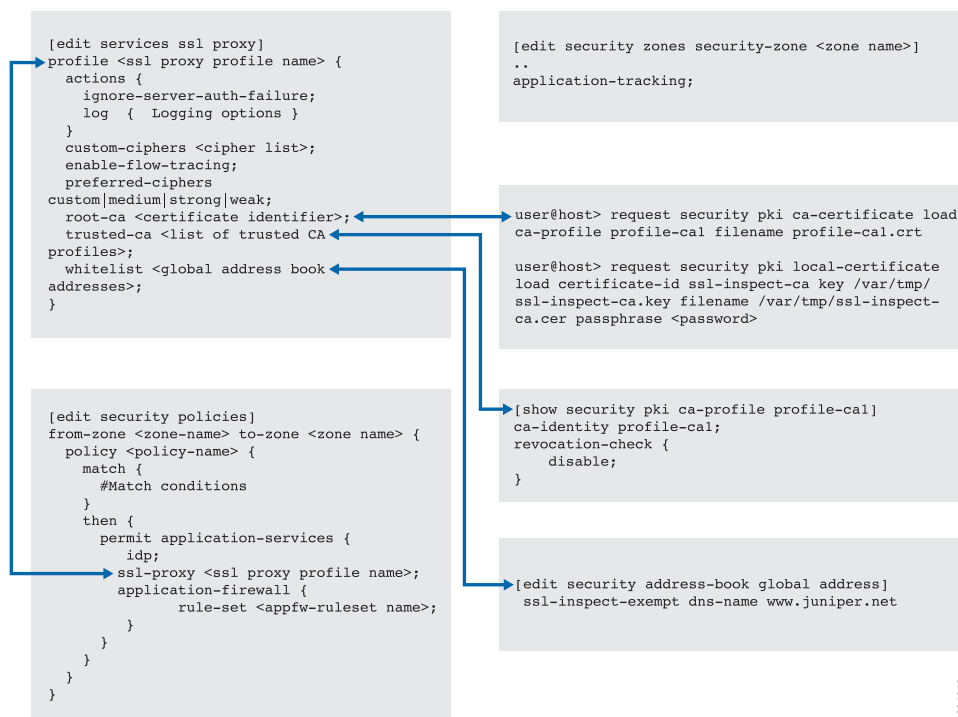 [edit services ssl proxy]
profile <ssl proxy profile name> {
actions {
ignore-server-auth-failure;
log { Logging options }
}
custom-ciphers <cipher list>;
enable-flow-tracing;
preferred-ciphers
custom|medium|strong|weak;
root-ca <certificate identifier>;
trusted-ca <list of trusted CA
profiles>;
whitelist <global address book
addresses>;
}
[edit security policies]
from-zone <zone-name> to-zone <zone name> {
policy <policy-name> {
match {
#Match conditions
}
then {
permit application-services {
idp;
ssl-proxy <ssl proxy profile name>;
application-firewall {
rule-set <appfw-ruleset name>;
}
}
}
}
}
[edit security zones security-zone <zone name>]
..
application-tracking;
user@host> request security pki ca-certificate load
ca-profile profile-ca1 filename profile-ca1.crt
user@host> request security pki local-certificate
load certificate-id ssl-inspect-ca key /var/tmp/
ssl-inspect-ca.key filename /var/tmp/ssl-inspect-
ca.cer passphrase <password>
[show security pki ca-profile profile-ca1]
ca-identity profile-ca1;
revocation-check {
disable;
}
[edit security address-book global address]
ssl-inspect-exempt dns-name www.juniper.net